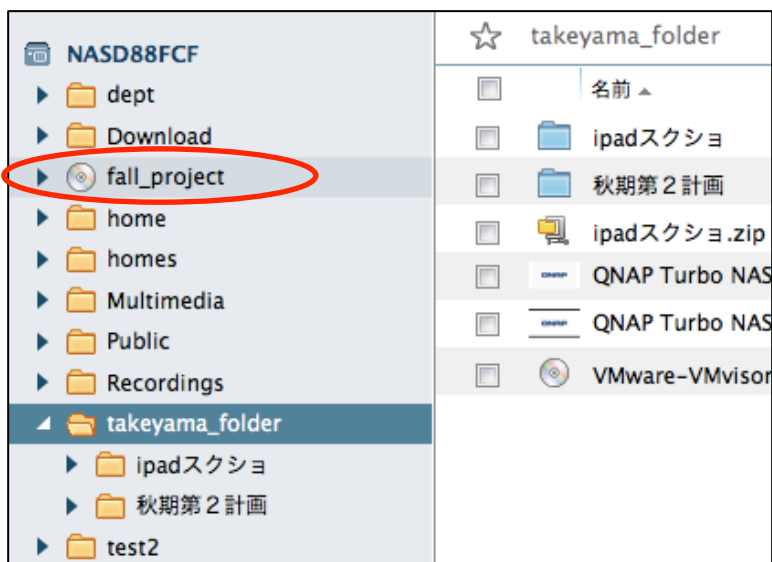 NASD88FCF
dept
Download
fall_project
home
homes
Multimedia
Public
Recordings
takeyama_folder
ipadスクショ
秋期第２計画
test2
takeyama_folder
名前
ipadスクショ
秋期第２計画
ipadスクショ.zip
QNAP QNAP Turbo NAS
QNAP QNAP Turbo NAS
VMware-VMvisor